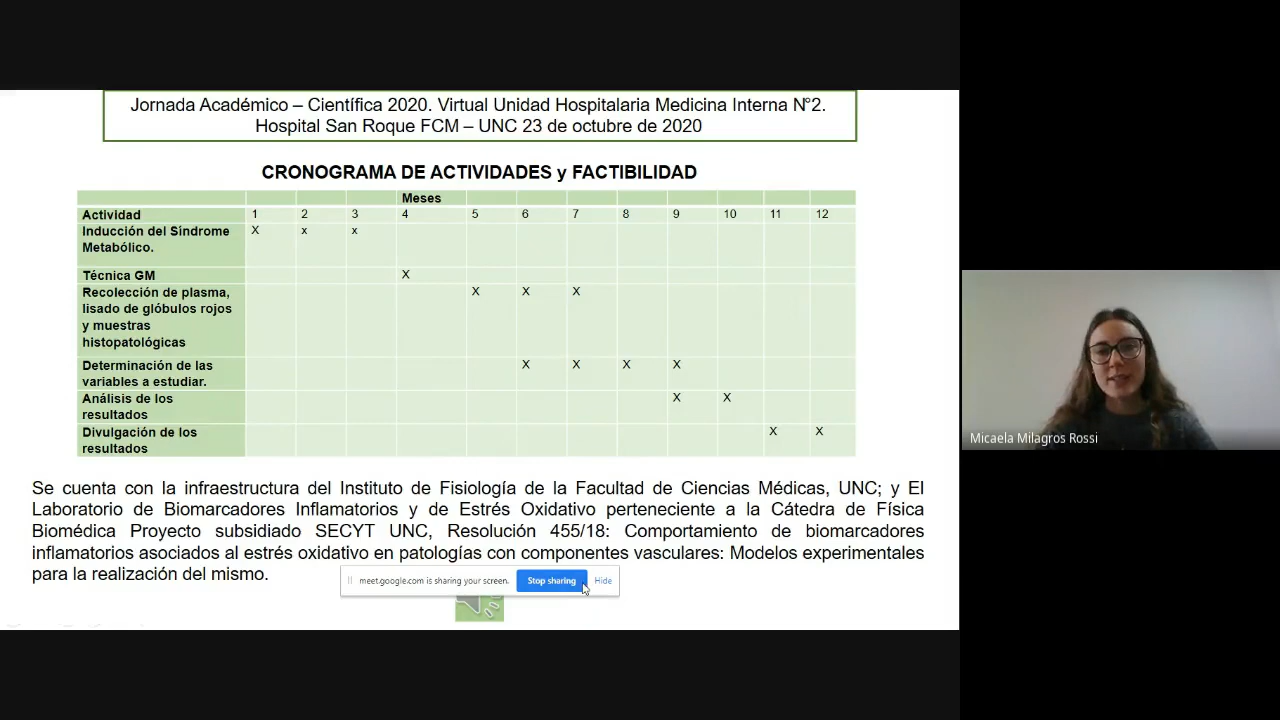 Jornada Académico – Científica 2020. Virtual Unidad Hospitalaria Medicina Interna N°2.
Hospital San Roque FCM – UNC 23 de octubre de 2020
CRONOGRAMA DE ACTIVIDADES y FACTIBILIDAD
Meses
Actividad 1 2 3 4 5 6 7 8 9 10 11 12
Inducción del Síndrome X x x
Metabólico.
Técnica GM X
Recolección de plasma, X X X
lisado de glóbulos rojos
y muestras
histopatológicas
Determinación de las X X X X
variables a estudiar.
Análisis de los X X
resultados
Divulgación de los X X
resultados
Se cuenta con la infraestructura del Instituto de Fisiología de la Facultad de Ciencias Médicas, UNC; y El
Laboratorio de Biomarcadores Inflamatorios y de Estrés Oxidativo perteneciente a la Cátedra de Física
Biomédica Proyecto subsidiado SECYT UNC, Resolución 455/18: Comportamiento de biomarcadores
inflamatorios asociados al estrés oxidativo en patologías con componentes vasculares: Modelos experimentales
para la realización del mismo.
meet.google.com is sharing your screen. Stop sharing Hide
Micaela Milagros Rossi